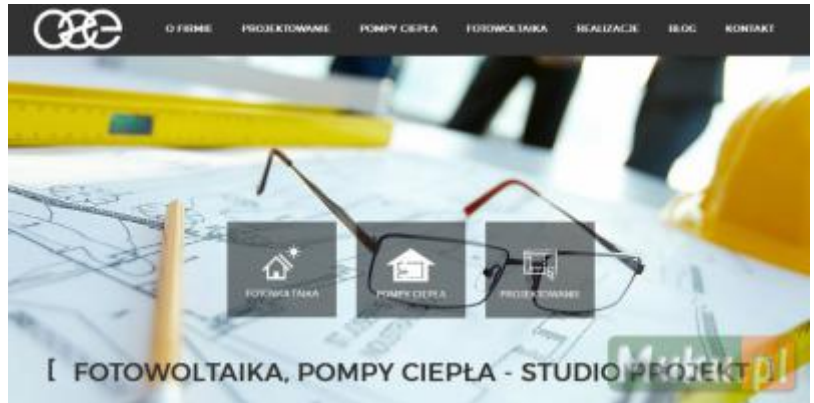 O FIRMIE PROJEKTOWANIE POMPY CIEPŁA FOTOWOLTAIKA REALIZACJE BLOG KONTAKT
FOTOWOLTAIKA POMPY CIEPŁA PROJEKTOWANIE
[ FOTOWOLTAIKA, POMPY CIEPŁA - STUDIO PROJEKT ]